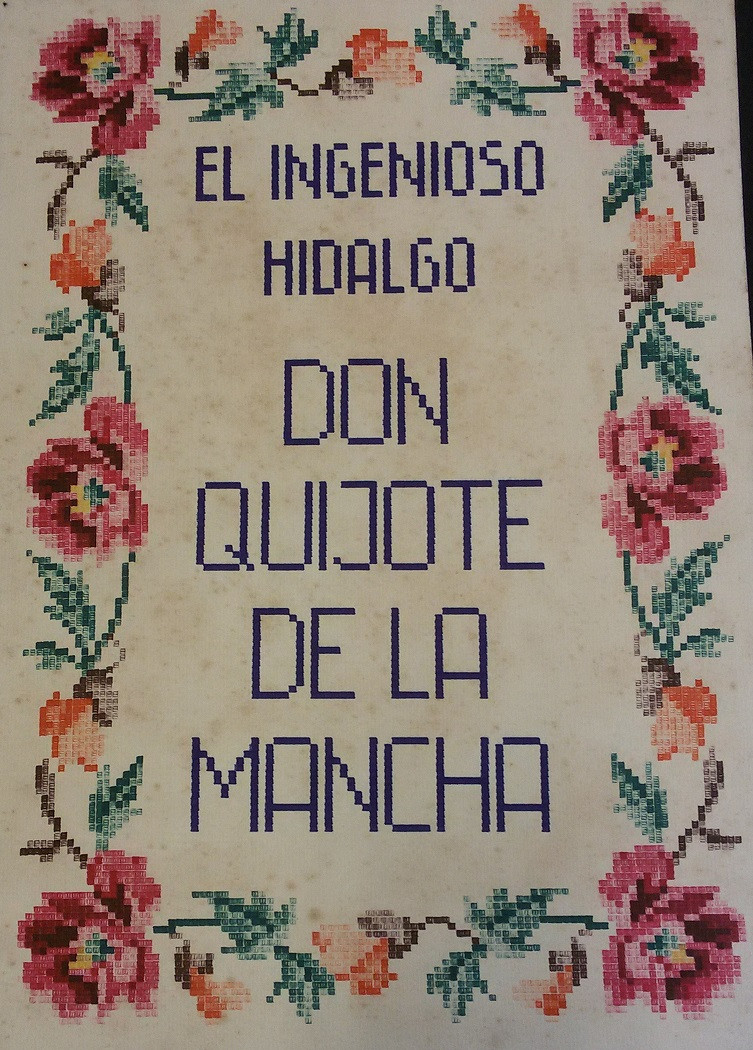 EL INGENIOSO
HIDALGO
DON
QUIJOTE
DE LA
MANCHA